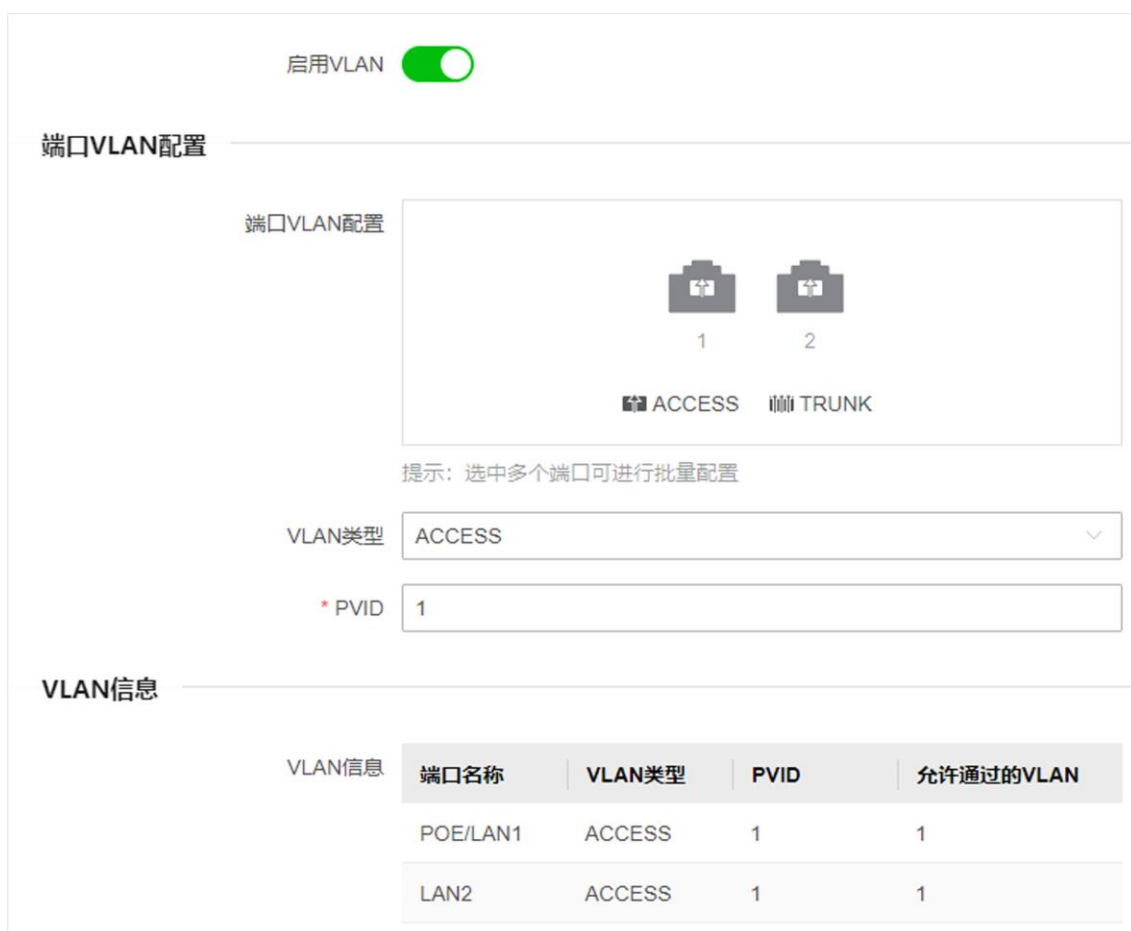 启用VLAN
端口VLAN配置
端口VLAN配置
1 2
ACCESS TRUNK
提示：选中多个端口可进行批量配置
VLAN类型 ACCESS
* PVID 1
VLAN信息
VLAN信息 端口名称 VLAN类型 PVID 允许通过的VLAN
POE/LAN1 ACCESS 1 1
LAN2 ACCESS 1 1